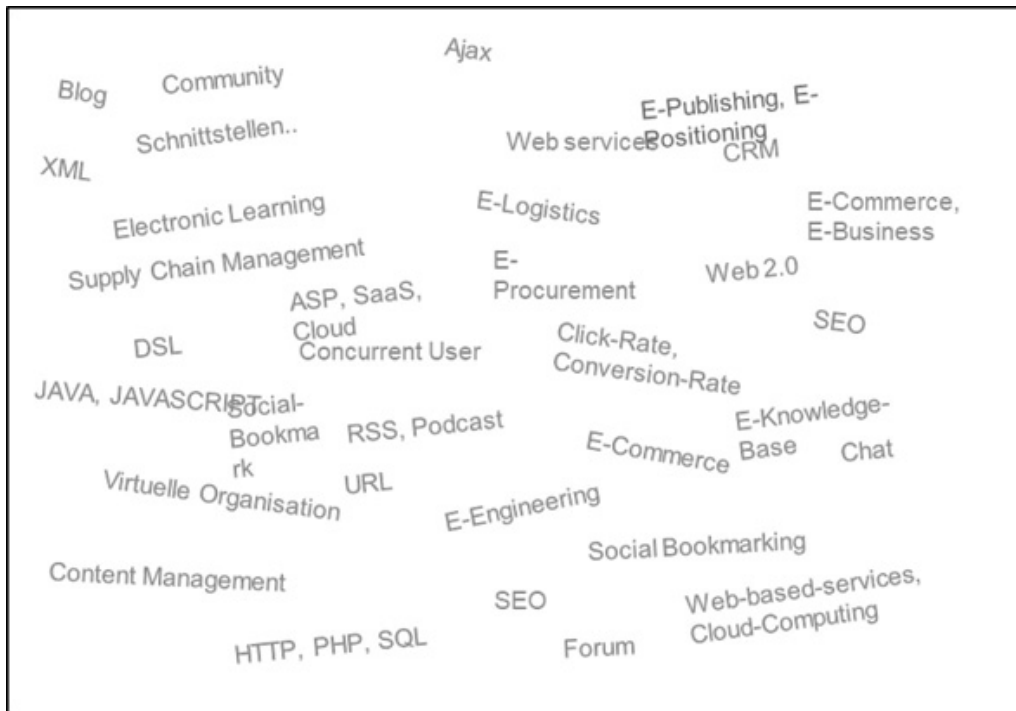 Ajax
Blog
Community
E-Publishing, E-
Positioning
Schnittstellen..
Web services
CRM
XML
Electronic Learning
E-Logistics
E-Commerce,
E-Business
Supply Chain Management
E-
Procurement
Web 2.0
ASP, SaaS,
Cloud
SEO
DSL
Concurrent User
Click-Rate,
Conversion-Rate
JAVA, JAVASCRIPT
Social-
Bookma
rk
RSS, Podcast
E-Commerce
E-Knowledge-
Base
Chat
Virtuelle Organisation
URL
E-Engineering
Social Bookmarking
Content Management
SEO
Web-based-services,
Cloud-Computing
HTTP, PHP, SQL
Forum